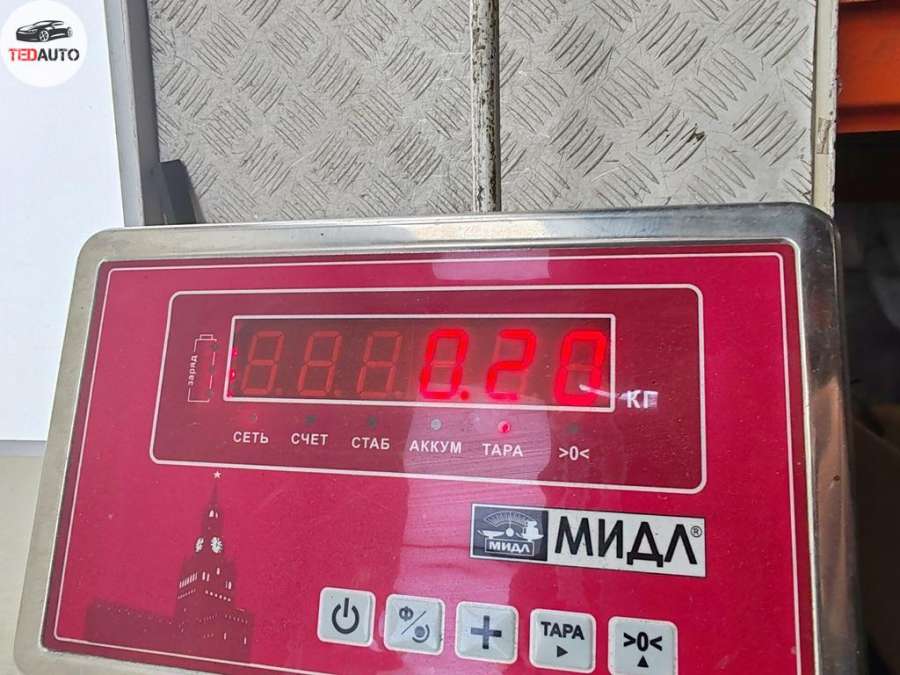 TEDAUTO
заряд
0.20
КГ
СЕТЬ СЧЕТ СТАБ АККУМ ТАРА >0<
МИДЛ МИДЛ®
ТАРА >0<